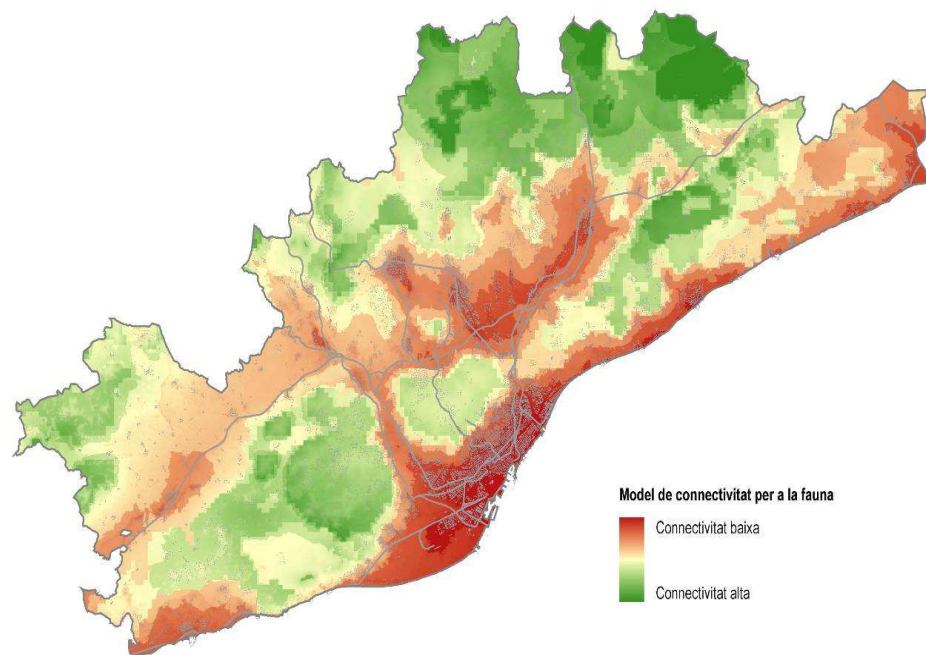 Model de connectivitat per a la fauna
Connectivitat baixa
Connectivitat alta